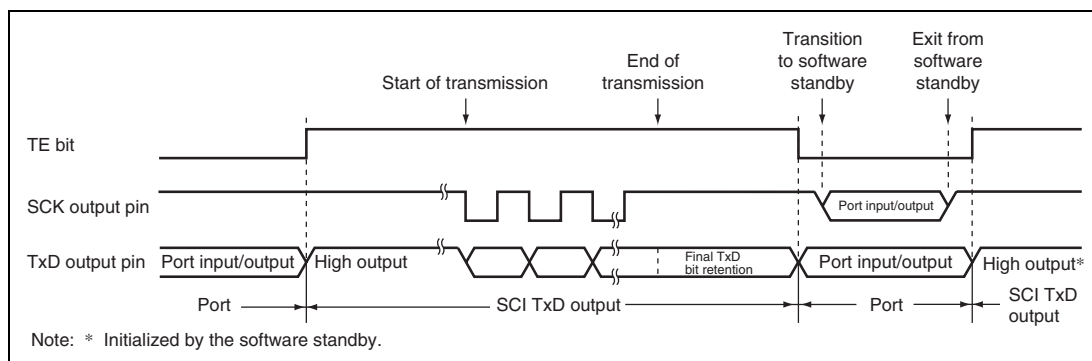 Transition
to software
standby
Exit from
software
standby
End of
transmission
Start of transmission
TE bit
SCK output pin
Port input/output
TxD output pin
Port input/output
High output
Final TxD
bit retention
Port input/output
High output*
Port
SCI TxD output
Port
SCI TxD
output
Note: * Initialized by the software standby.